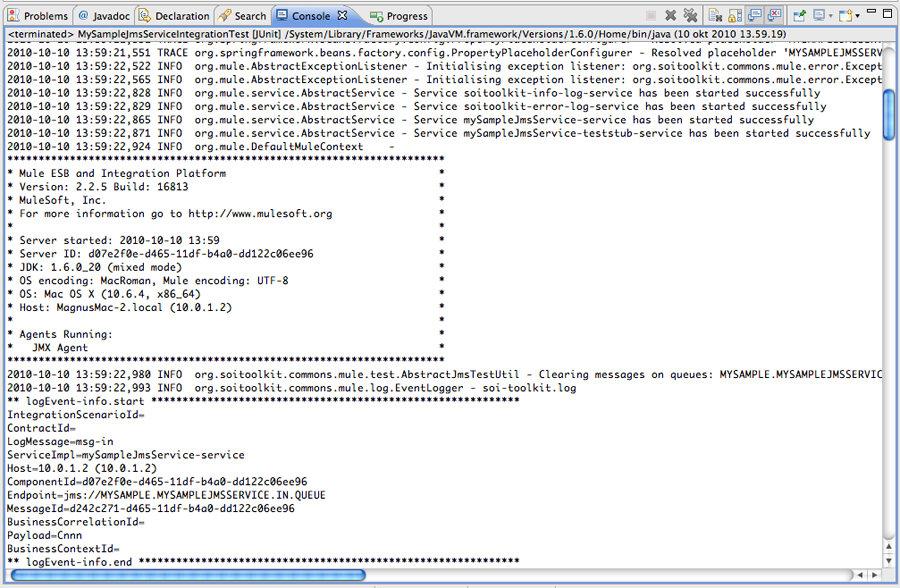 Problems @ Javadoc Declaration Search Console Progress
<terminated> MySampleJmsServiceIntegrationTest [JUnit] /System/Library/Frameworks/JavaVM.framework/Versions/1.6.0/Home/bin/java (10 okt 2010 13.59.19)
2010-10-10 13:59:21,551 TRACE org.springframework.beans.factory.config.PropertyPlaceholderConfigurer - Resolved placeholder 'MYSAMPLEJMSSERV
2010-10-10 13:59:22,522 INFO  org.mule.AbstractExceptionListener - Initialising exception listener: org.soitoolkit.commons.mule.error.Except
2010-10-10 13:59:22,565 INFO  org.mule.AbstractExceptionListener - Initialising exception listener: org.soitoolkit.commons.mule.error.Except
2010-10-10 13:59:22,828 INFO  org.mule.service.AbstractService - Service soitoolkit-info-log-service has been started successfully
2010-10-10 13:59:22,829 INFO  org.mule.service.AbstractService - Service soitoolkit-error-log-service has been started successfully
2010-10-10 13:59:22,865 INFO  org.mule.service.AbstractService - Service mySampleJmsService-service has been started successfully
2010-10-10 13:59:22,871 INFO  org.mule.service.AbstractService - Service mySampleJmsService-teststub-service has been started successfully
2010-10-10 13:59:22,924 INFO  org.mule.DefaultMuleContext    -
**********************************************************************
* Mule ESB and Integration Platform                                  *
* Version: 2.2.5 Build: 16813                                        *
* MuleSoft, Inc.                                                     *
* For more information go to http://www.mulesoft.org                 *
*                                                                    *
* Server started: 2010-10-10 13:59                                   *
* Server ID: d07e2f0e-d465-11df-b4a0-dd122c06ee96                    *
* JDK: 1.6.0_20 (mixed mode)                                         *
* OS encoding: MacRoman, Mule encoding: UTF-8                        *
* OS: Mac OS X (10.6.4, x86_64)                                      *
* Host: MagnusMac-2.local (10.0.1.2)                                 *
*                                                                    *
* Agents Running:                                                    *
*   JMX Agent                                                        *
**********************************************************************
2010-10-10 13:59:22,980 INFO  org.soitoolkit.commons.mule.test.AbstractJmsTestUtil - Clearing messages on queues: MYSAMPLE.MYSAMPLEJMSSERVIC
2010-10-10 13:59:22,993 INFO  org.soitoolkit.commons.mule.log.EventLogger - soi-toolkit.log
** logEvent-info.start ***********************************************************
IntegrationScenarioId=
ContractId=
LogMessage=msg-in
ServiceImpl=mySampleJmsService-service
Host=10.0.1.2 (10.0.1.2)
ComponentId=d07e2f0e-d465-11df-b4a0-dd122c06ee96
Endpoint=jms://MYSAMPLE.MYSAMPLEJMSSERVICE.IN.QUEUE
MessageId=d242c271-d465-11df-b4a0-dd122c06ee96
BusinessCorrelationId=
Payload=Cnnn
BusinessContextId=
** logEvent-info.end *************************************************************